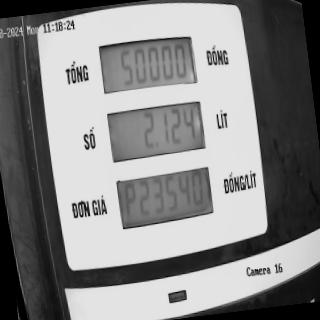 0-2024 Mon 11:18:24
TỔNG 50000 ĐỒNG
SỐ 2.124 LÍT
ĐƠN GIÁ P23540 ĐỒNG/LÍT
Camera 16